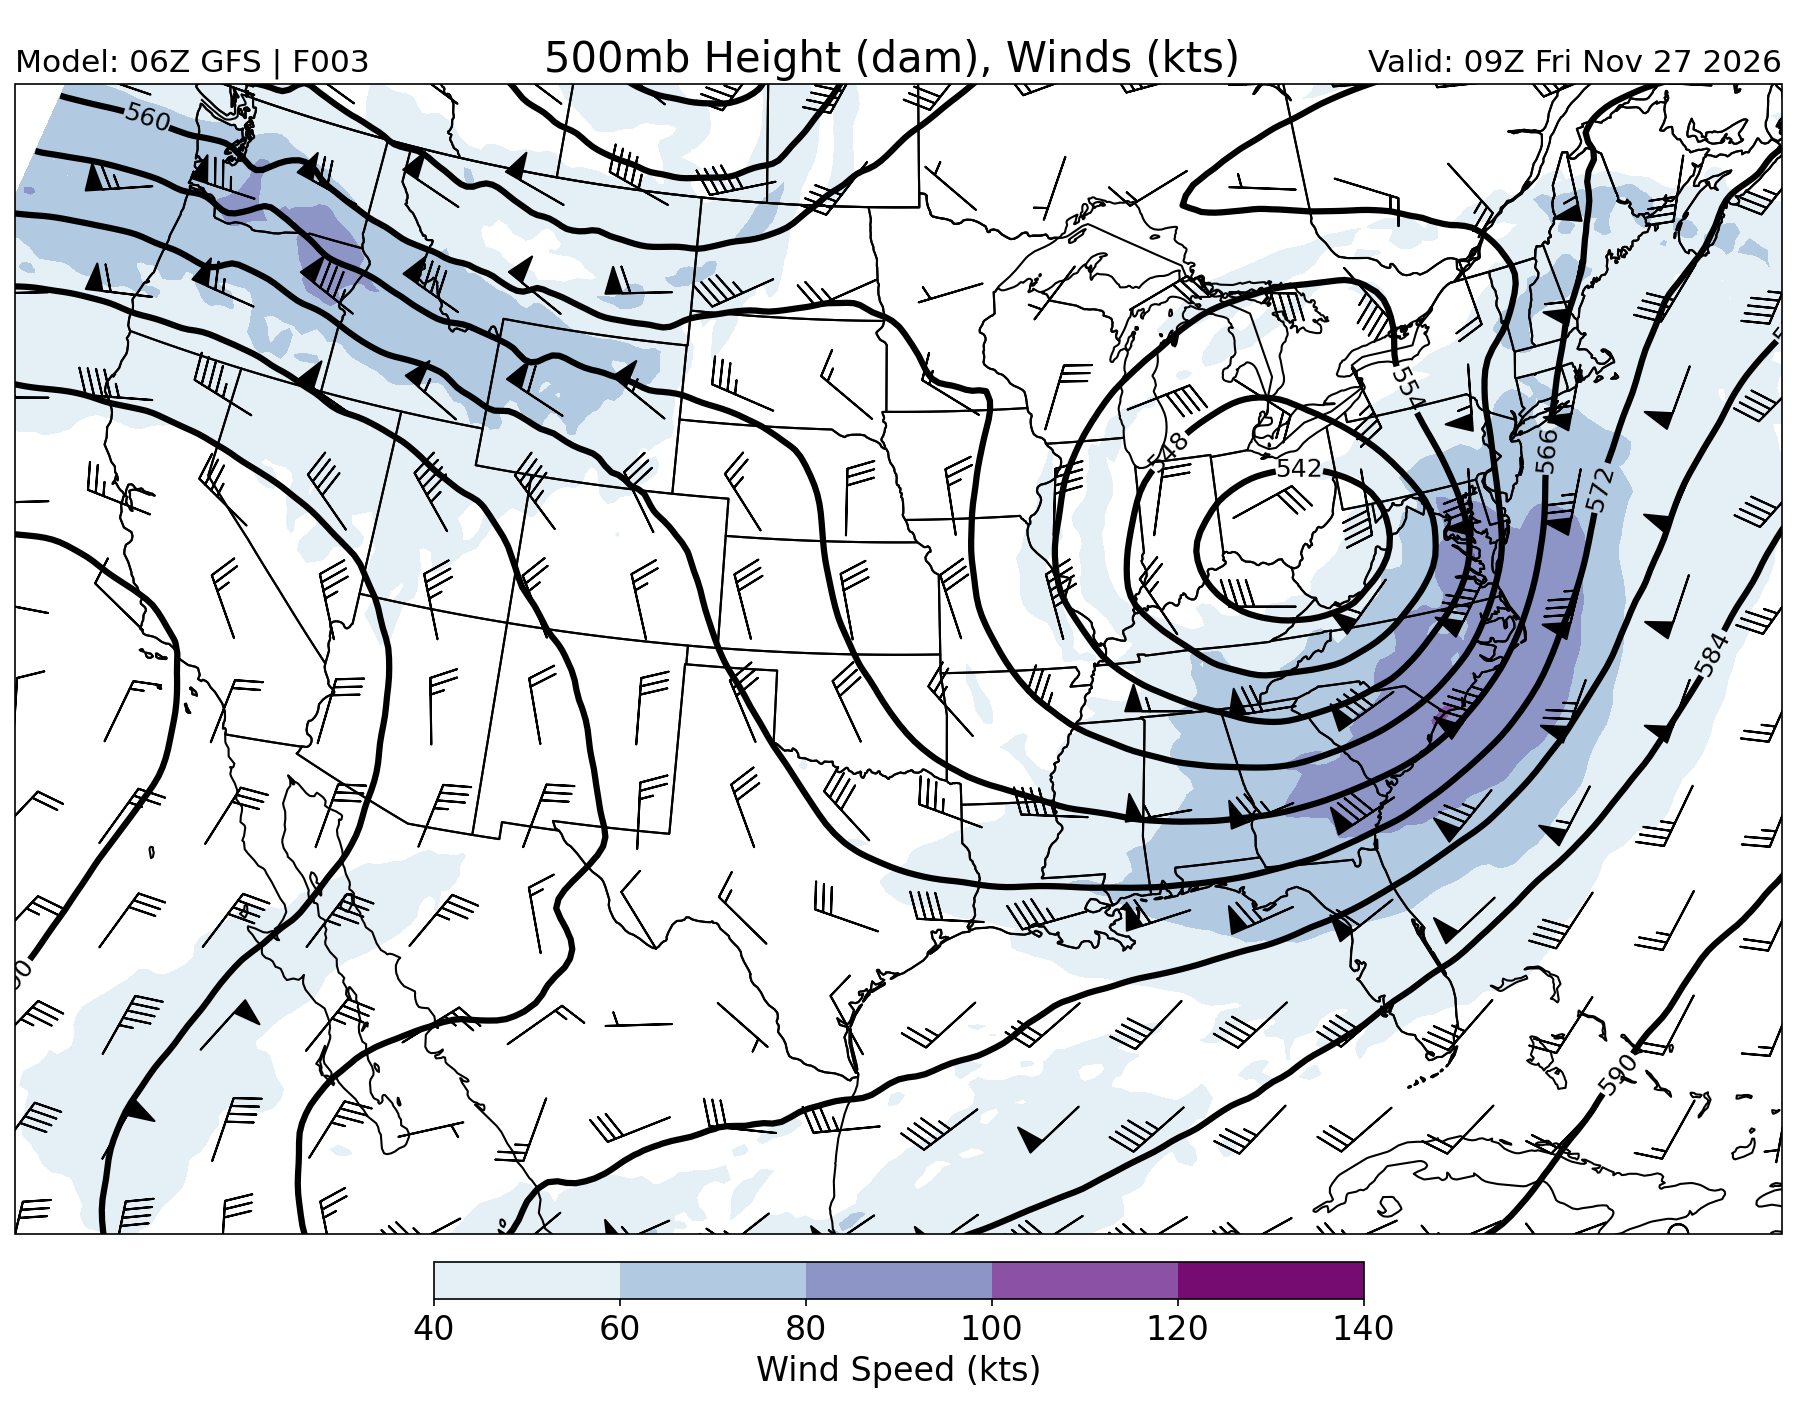 Model: 06Z GFS | F003
500mb Height (dam), Winds (kts)
Valid: 09Z Fri Nov 27 2026
560
554
548
542
566
572
584
590
40 60 80 100 120 140
Wind Speed (kts)